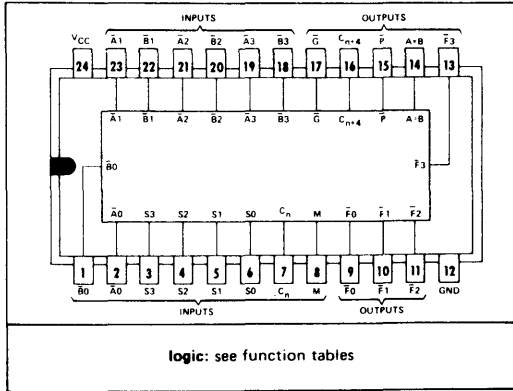 INPUTS OUTPUTS
VCC Ā1 B̄1 Ā2 B̄2 Ā3 B̄3 Ḡ Cn+4 P̄ A=B F̄3
24 23 22 21 20 19 18 17 16 15 14 13
Ā1 B̄1 Ā2 B̄2 Ā3 B̄3 Ḡ Cn+4 P̄ A=B
B̄0 F̄3
Ā0 S3 S2 S1 S0 Cn M F̄0 F̄1 F̄2
1 2 3 4 5 6 7 8 9 10 11 12
B̄0 Ā0 S3 S2 S1 S0 Cn M F̄0 F̄1 F̄2 GND
INPUTS OUTPUTS
logic: see function tables